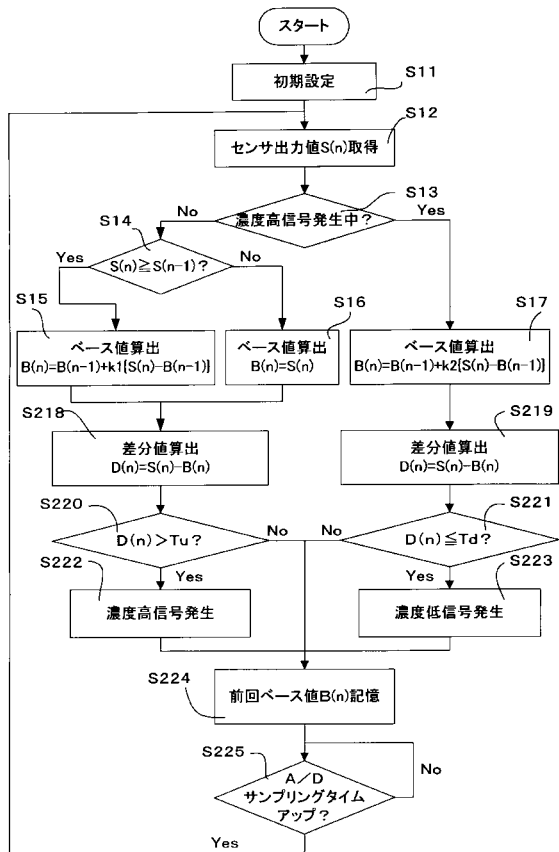 スタート
初期設定
S11
S12
センサ出力値S(n)取得
S13
濃度高信号発生中？
No
Yes
S14
S(n)≧S(n-1)？
Yes
No
S15
ベース値算出
B(n)=B(n-1)+k1{S(n)-B(n-1)}
S16
ベース値算出
B(n)=S(n)
S17
ベース値算出
B(n)=B(n-1)+k2{S(n)-B(n-1)}
S218
差分値算出
D(n)=S(n)-B(n)
S219
差分値算出
D(n)=S(n)-B(n)
S220
D(n)＞Tu？
No
Yes
S221
D(n)≦Td？
No
Yes
S222
濃度高信号発生
S223
濃度低信号発生
S224
前回ベース値B(n)記憶
S225
A／D
サンプリングタイム
アップ？
No
Yes